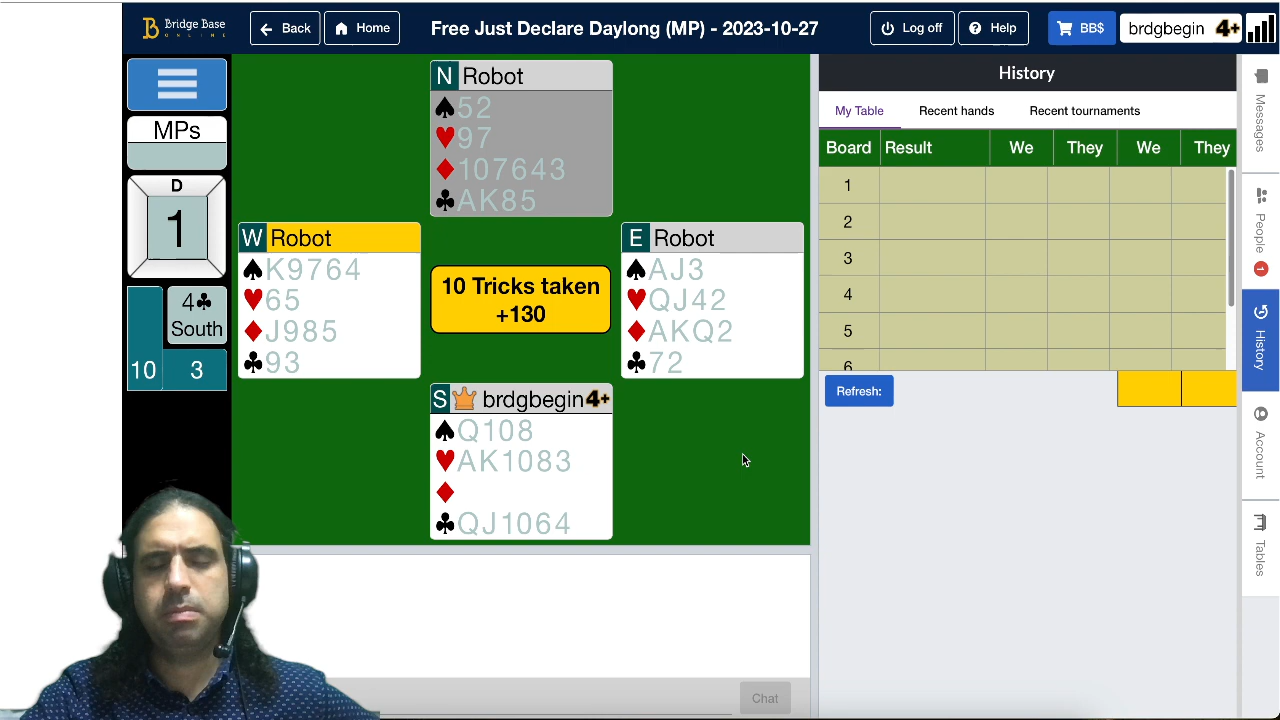 Bridge Base
ONLINE
Back
Home
Free Just Declare Daylong (MP) - 2023-10-27
Log off
Help
BB$
brdgbegin 4+
MPs
D
1
4♣
South
10
3
N Robot
♠52
♥97
♦107643
♣AK85
W Robot
♠K9764
♥65
♦J985
♣93
10 Tricks taken
+130
E Robot
♠AJ3
♥QJ42
♦AKQ2
♣72
S brdgbegin 4+
♠Q108
♥AK1083
♦
♣QJ1064
Chat
History
My Table Recent hands Recent tournaments
Board Result We They We They
1
2
3
4
5
6
Refresh:
Messages
People
1
History
Account
Tables